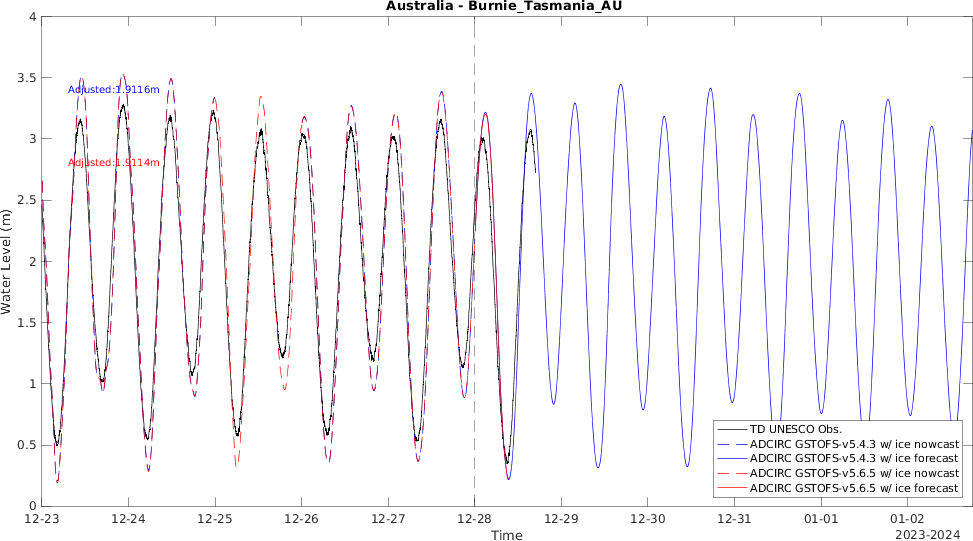 Australia - Burnie_Tasmania_AU
4
3.5
3
2.5
2
1.5
1
0.5
0
Water Level (m)
Adjusted:1.9116m
Adjusted:1.9114m
TD UNESCO Obs.
ADCIRC GSTOFS-v5.4.3 w/ ice nowcast
ADCIRC GSTOFS-v5.4.3 w/ ice forecast
ADCIRC GSTOFS-v5.6.5 w/ ice nowcast
ADCIRC GSTOFS-v5.6.5 w/ ice forecast
12-23 12-24 12-25 12-26 12-27 12-28 12-29 12-30 12-31 01-01 01-02
Time
2023-2024